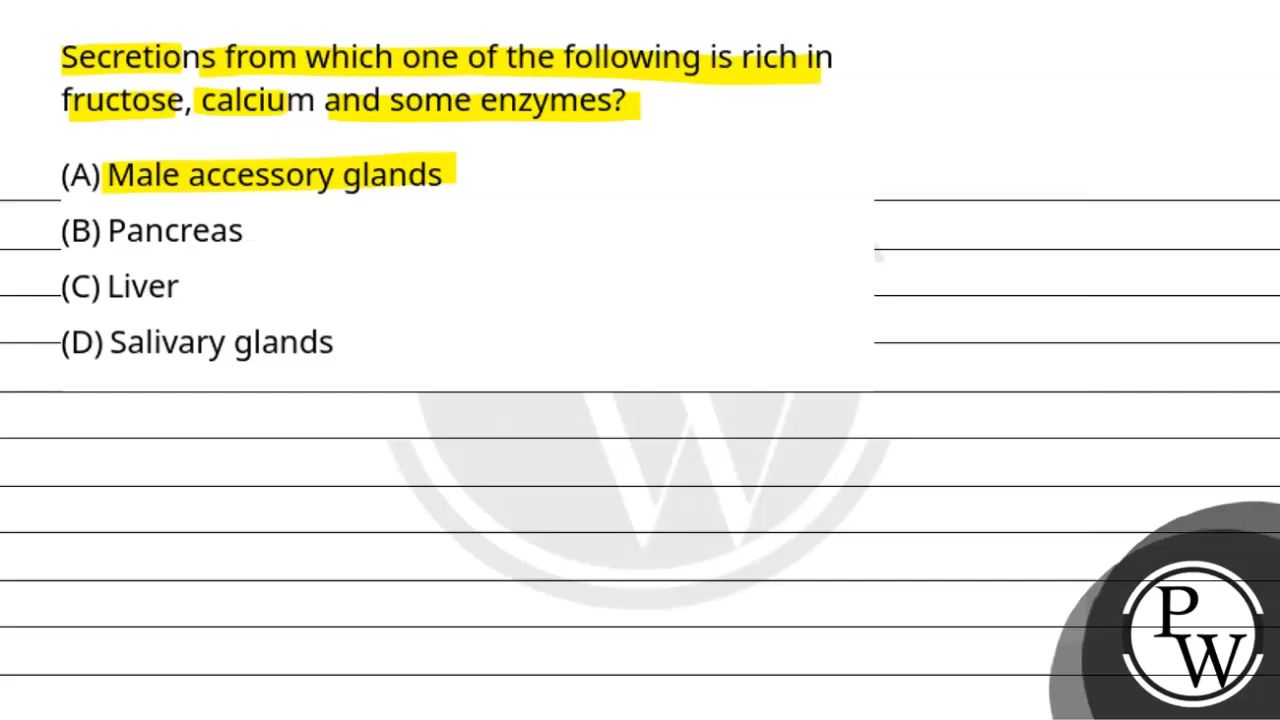 Secretions from which one of the following is rich in
fructose, calcium and some enzymes?
(A) Male accessory glands
(B) Pancreas
(C) Liver
(D) Salivary glands
W
P
W